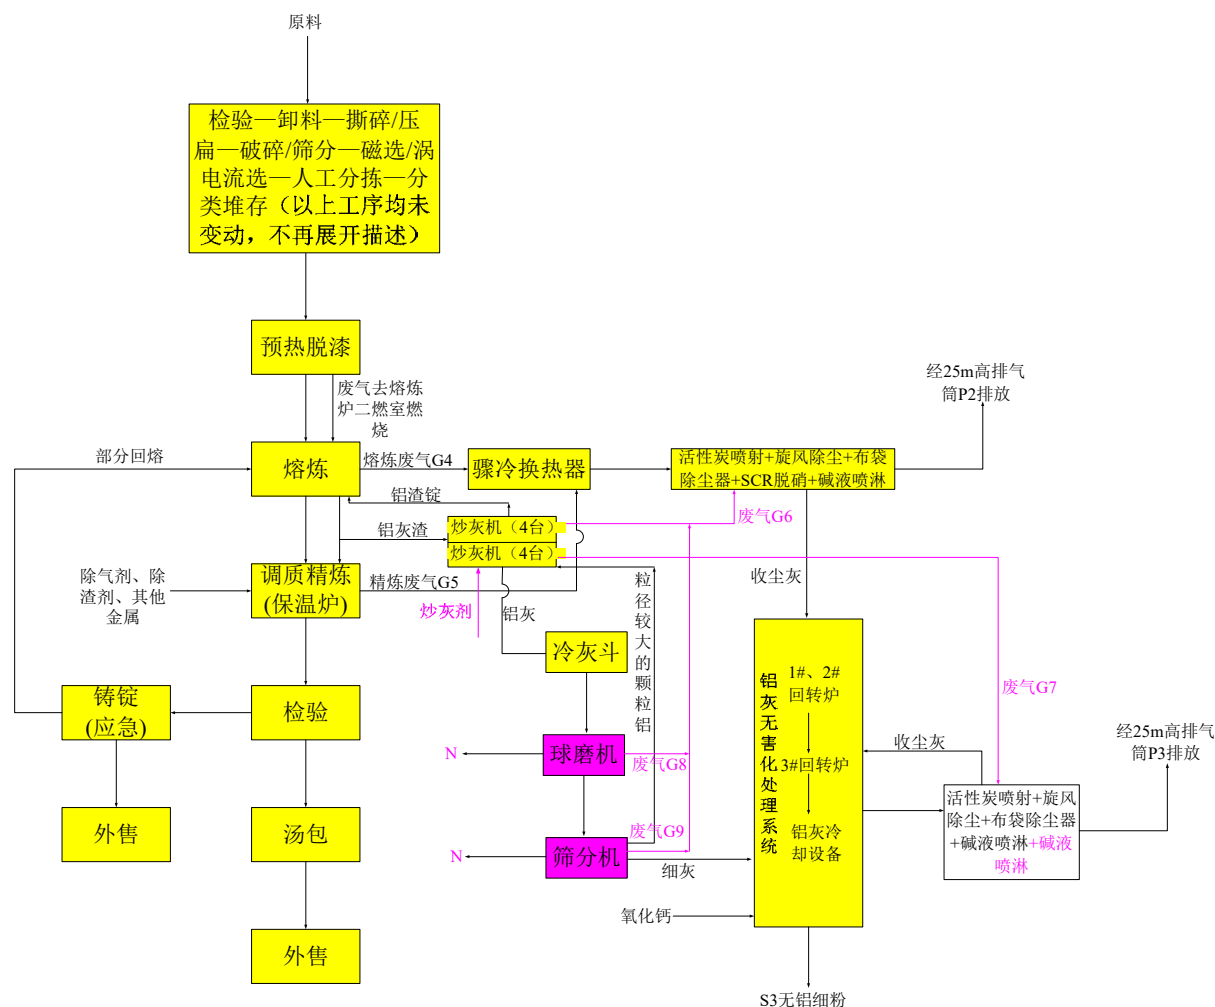 原料
检验—卸料—撕碎/压
扁—破碎/筛分—磁选/涡
电流选—人工分拣—分
类堆存（以上工序均未
变动，不再展开描述）
预热脱漆
废气去熔炼
炉二燃室燃
烧
经25m高排气
筒P2排放
部分回熔
熔炼
熔炼废气G4
骤冷换热器
活性炭喷射+旋风除尘+布袋
除尘器+SCR脱硝+碱液喷淋
铝渣锭
废气G6
炒灰机（4台）
铝灰渣
炒灰机（4台）
除气剂、除
渣剂、其他
金属
调质精炼
(保温炉)
精炼废气G5
炒灰剂
铝灰
粒径较大的颗粒铝
收尘灰
冷灰斗
铝灰无害化处理系统
1#、2#
回转炉
废气G7
铸锭
(应急)
检验
N
球磨机
废气G8
3#回转炉
收尘灰
经25m高排气
筒P3排放
外售
汤包
废气G9
N
筛分机
细灰
铝灰冷
却设备
活性炭喷射+旋风
除尘+布袋除尘器
+碱液喷淋+碱液
喷淋
氧化钙
外售
S3无铝细粉